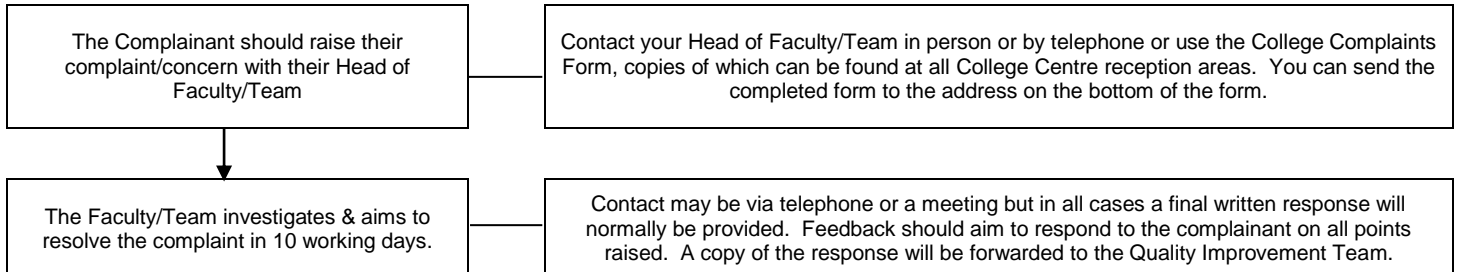 The Complainant should raise their
complaint/concern with their Head of
Faculty/Team
Contact your Head of Faculty/Team in person or by telephone or use the College Complaints
Form, copies of which can be found at all College Centre reception areas.  You can send the
completed form to the address on the bottom of the form.
The Faculty/Team investigates & aims to
resolve the complaint in 10 working days.
Contact may be via telephone or a meeting but in all cases a final written response will
normally be provided.  Feedback should aim to respond to the complainant on all points
raised.  A copy of the response will be forwarded to the Quality Improvement Team.